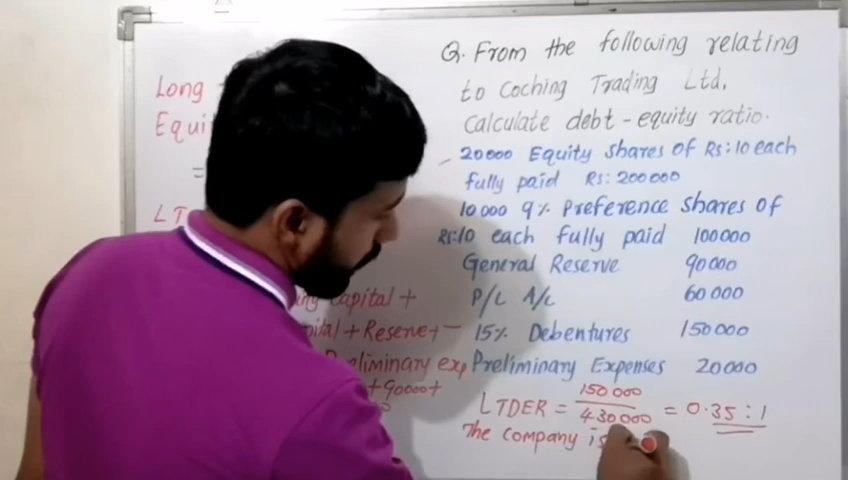 Long
Equi
=
LT
ing capital +
pital + Reserve +
Preliminary exp
+ 90000 +
Q. From the following relating
to Coching Trading Ltd,
Calculate debt - equity ratio.
20000 Equity Shares of Rs: 10 each
fully paid Rs: 200000
10000 9% Preference Shares of
Rs: 10 each fully paid 100000
General Reserve 90000
P/L A/C 60000
15% Debentures 150000
Preliminary Expenses 20000
LTDER = 150000 / 430000 = 0.35 : 1
The company is